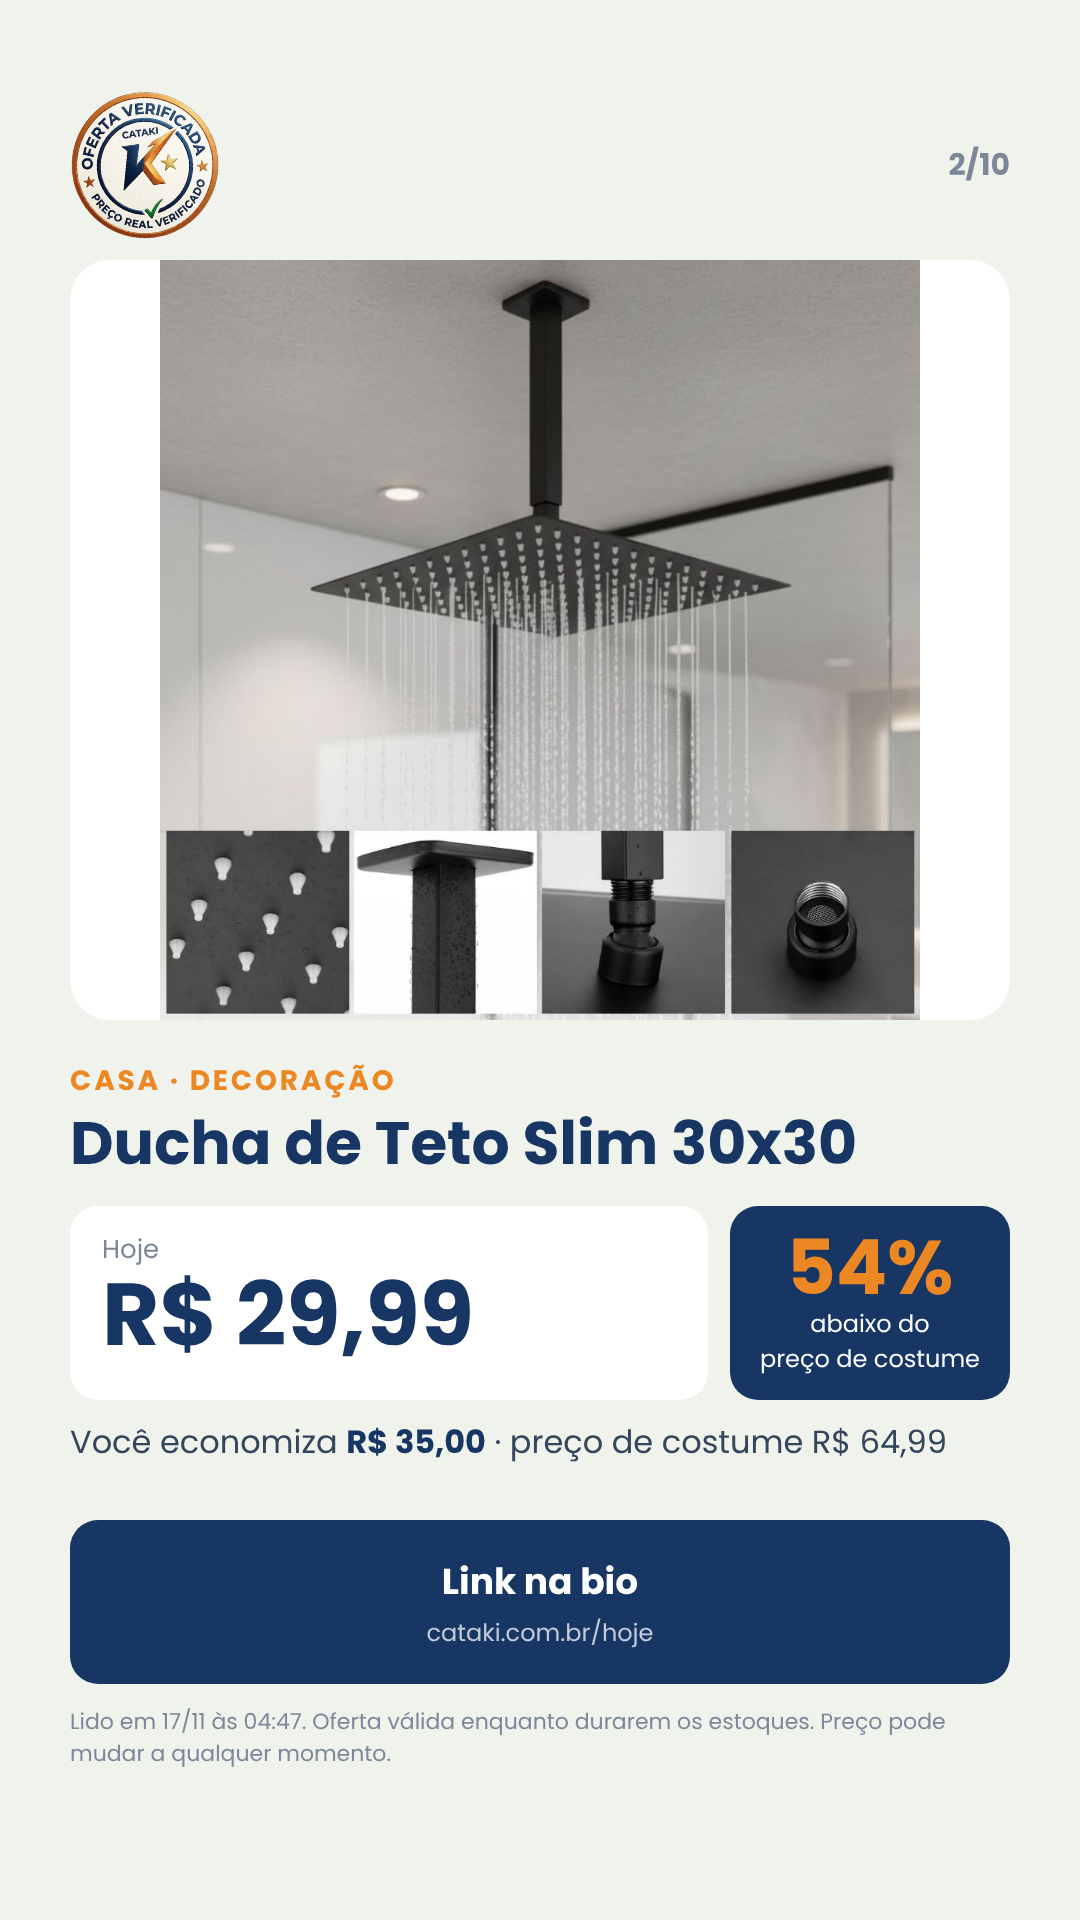 OFERTA VERIFICADA
CATAKI
K
PREÇO REAL VERIFICADO
2/10
CASA · DECORAÇÃO
Ducha de Teto Slim 30x30
Hoje
R$ 29,99
54%
abaixo do
preço de costume
Você economiza R$ 35,00 · preço de costume R$ 64,99
Link na bio
cataki.com.br/hoje
Lido em 17/11 às 04:47. Oferta válida enquanto durarem os estoques. Preço pode
mudar a qualquer momento.